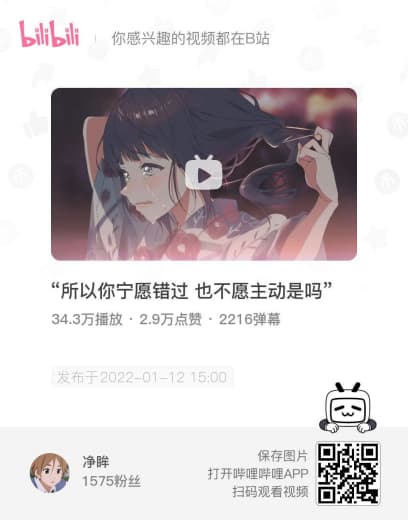 bilibili
你感兴趣的视频都在B站
“所以你宁愿错过 也不愿主动是吗”
34.3万播放 · 2.9万点赞 · 2216弹幕
发布于2022-01-12 15:00
净眸
1575粉丝
保存图片
打开哔哩哔哩APP
扫码观看视频